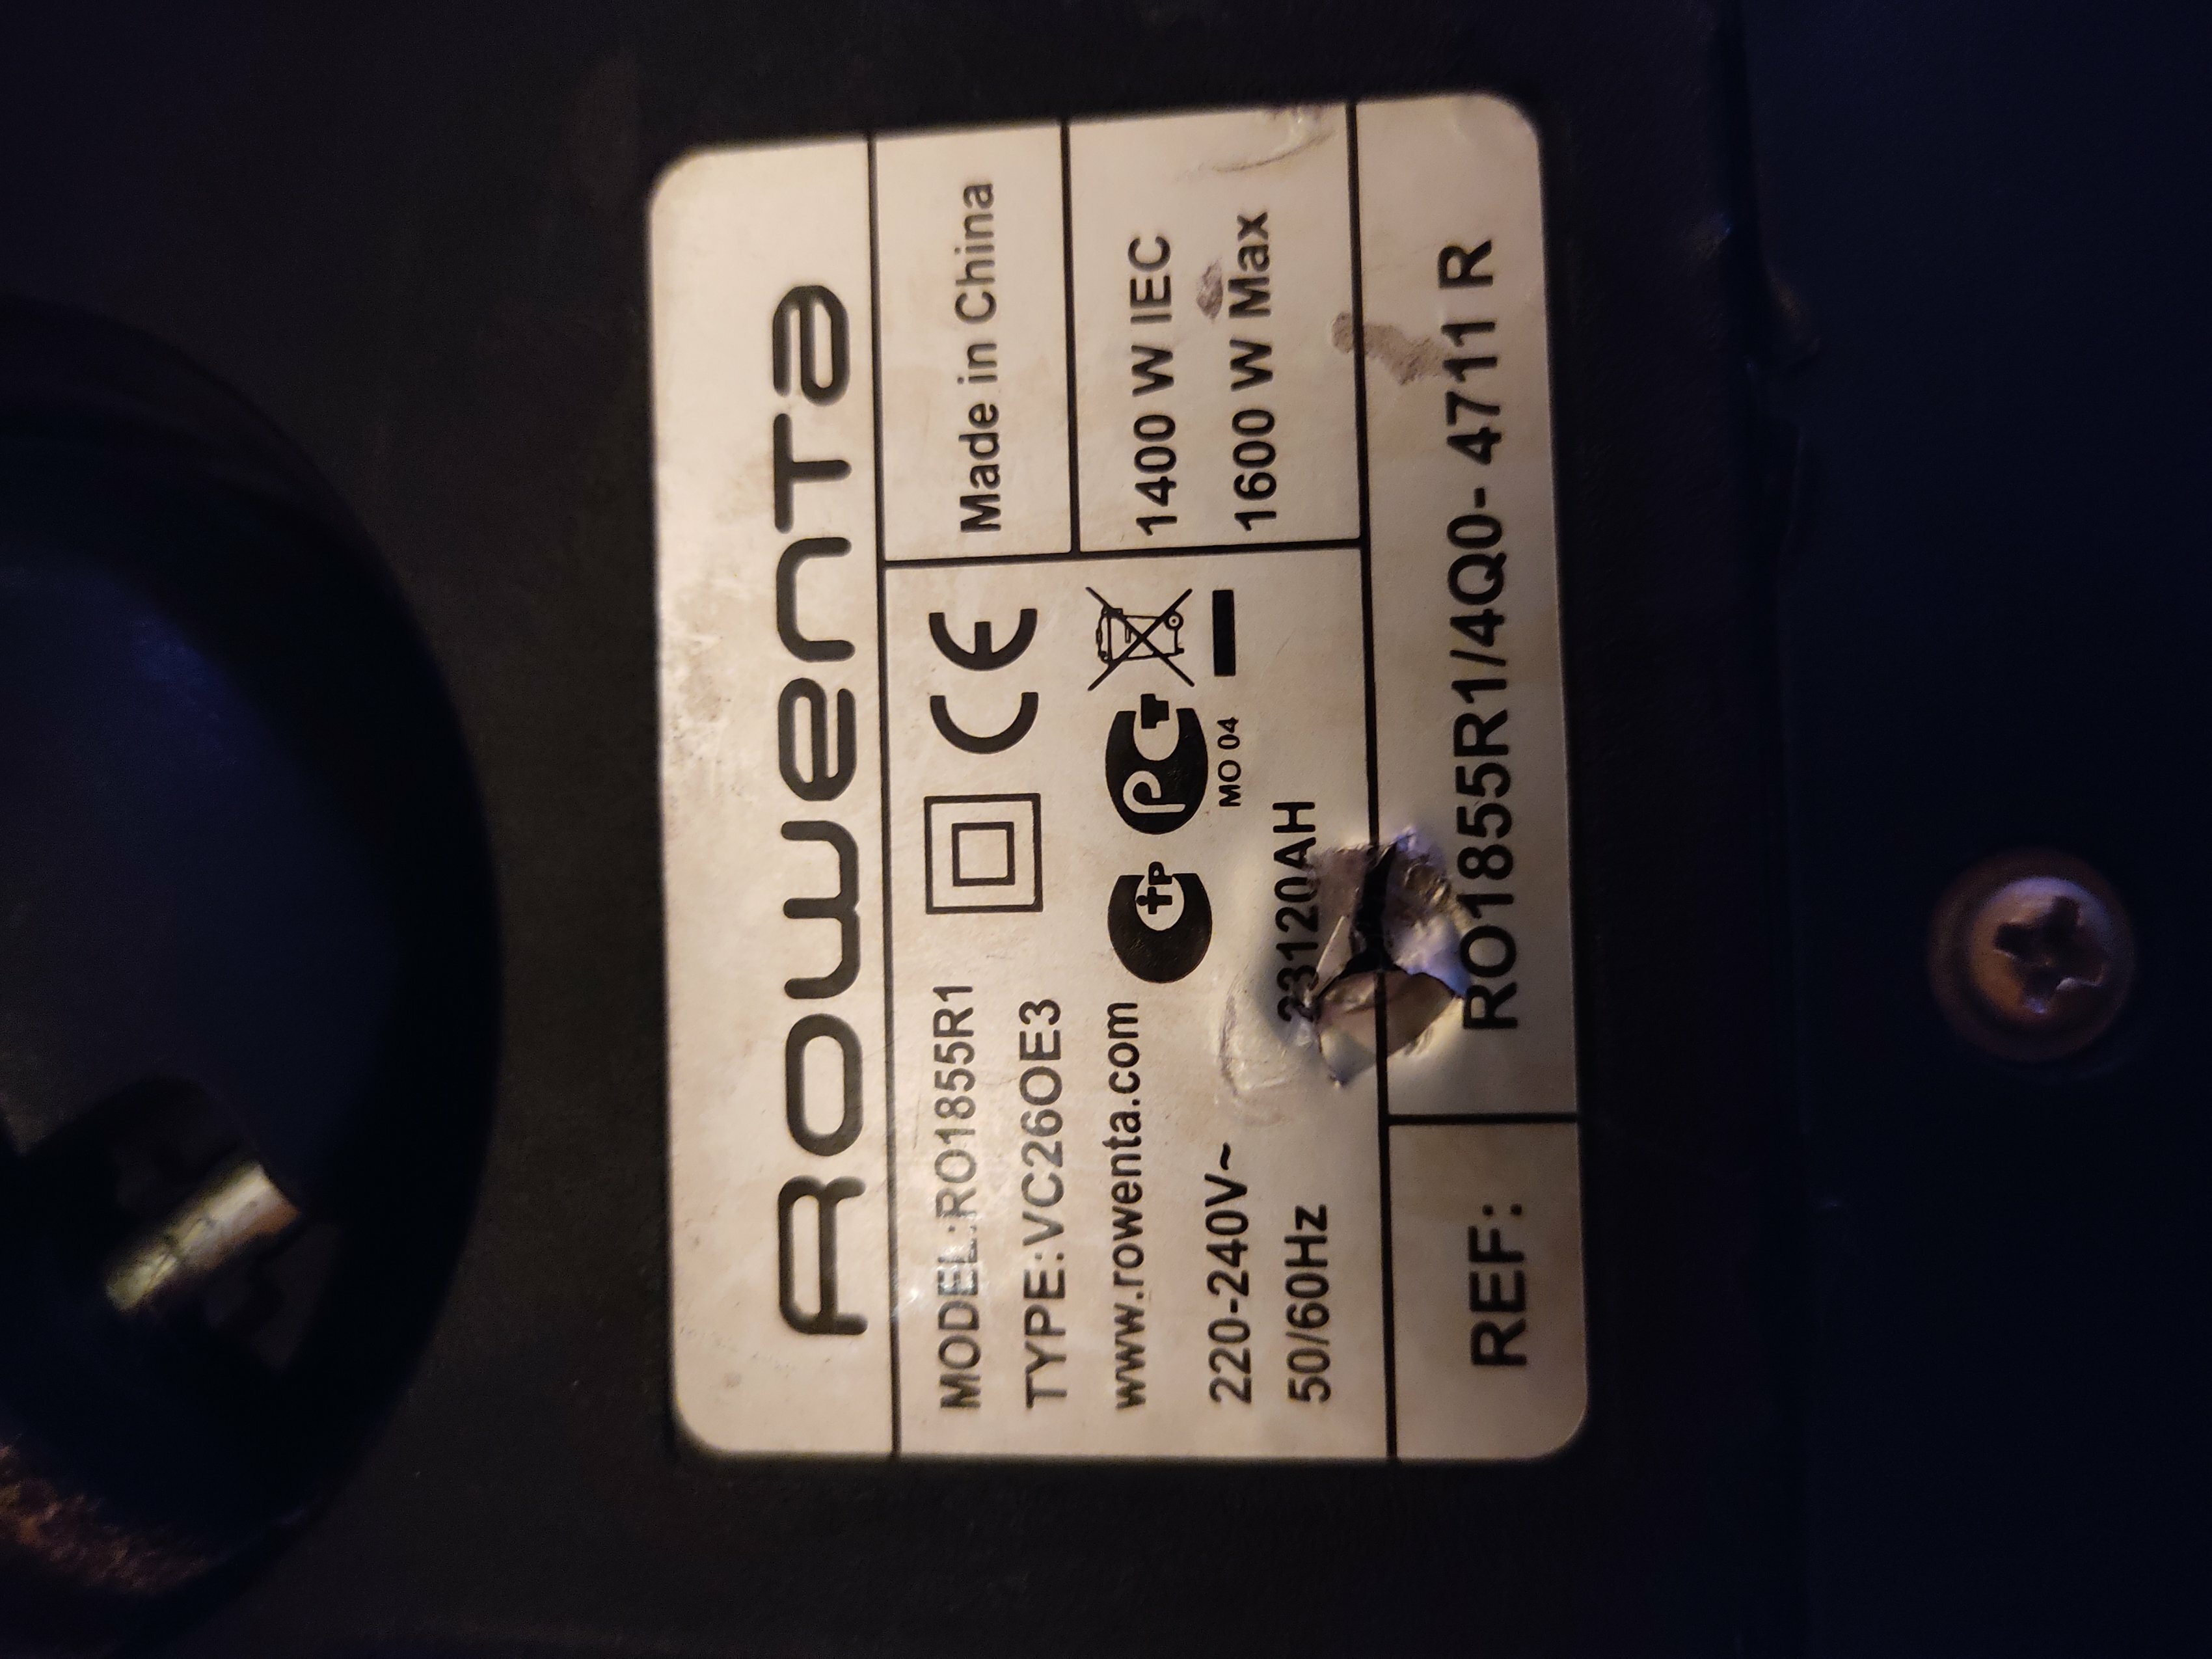 Rowenta
MODEL:RO1855R1
TYPE:VC26OE3
www.rowenta.com
220-240V~
50/60Hz
CE
MO 04
23120AH
Made in China
1400 W IEC
1600 W Max
REF:
RO1855R1/4Q0- 4711 R